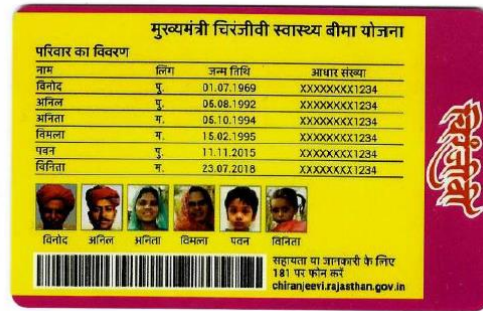 मुख्यमंत्री चिरंजीवी स्वास्थ्य बीमा योजना
परिवार का विवरण
नाम लिंग जन्म तिथि आधार संख्या
विनोद पु. 01.07.1969 XXXXXXXX1234
अनिल पु. 05.08.1992 XXXXXXXX1234
अनिता म. 05.10.1994 XXXXXXXX1234
विमला म. 15.02.1995 XXXXXXXX1234
पवन पु. 11.11.2015 XXXXXXXX1234
विनिता म. 23.07.2018 XXXXXXXX1234
विनोद अनिल अनिता विमला पवन विनिता
सहायता या जानकारी के लिए
181 पर फोन करें
chiranjeevi.rajasthan.gov.in
चिरंजीवी